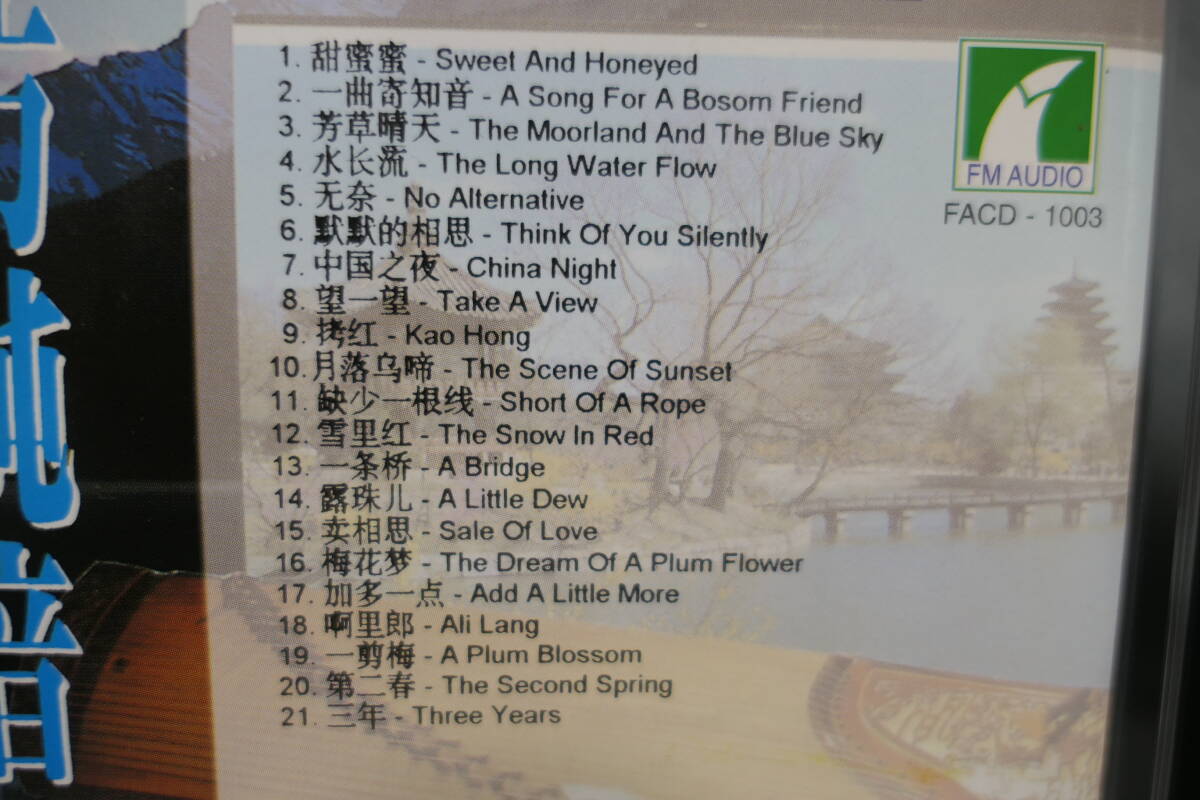 1. 甜蜜蜜 - Sweet And Honeyed
2. 一曲寄知音 - A Song For A Bosom Friend
3. 芳草晴天 - The Moorland And The Blue Sky
4. 水长流 - The Long Water Flow
5. 无奈 - No Alternative
6. 默默的相思 - Think Of You Silently
7. 中国之夜 - China Night
8. 望一望 - Take A View
9. 拷红 - Kao Hong
10. 月落乌啼 - The Scene Of Sunset
11. 缺少一根线 - Short Of A Rope
12. 雪里红 - The Snow In Red
13. 一条桥 - A Bridge
14. 露珠儿 - A Little Dew
15. 卖相思 - Sale Of Love
16. 梅花梦 - The Dream Of A Plum Flower
17. 加多一点 - Add A Little More
18. 啊里郎 - Ali Lang
19. 一剪梅 - A Plum Blossom
20. 第二春 - The Second Spring
21. 三年 - Three Years
FM AUDIO
FACD - 1003